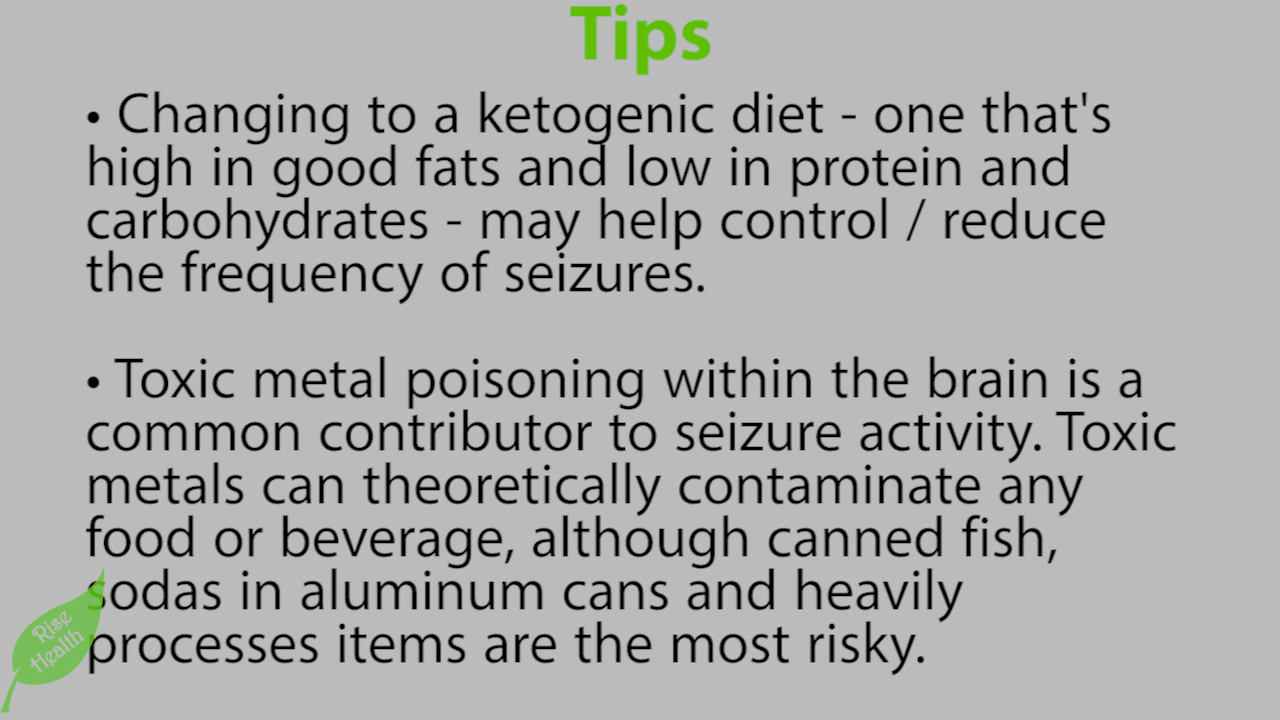 Tips
• Changing to a ketogenic diet - one that's
high in good fats and low in protein and
carbohydrates - may help control / reduce
the frequency of seizures.
• Toxic metal poisoning within the brain is a
common contributor to seizure activity. Toxic
metals can theoretically contaminate any
food or beverage, although canned fish,
sodas in aluminum cans and heavily
processes items are the most risky.
Rise
Health